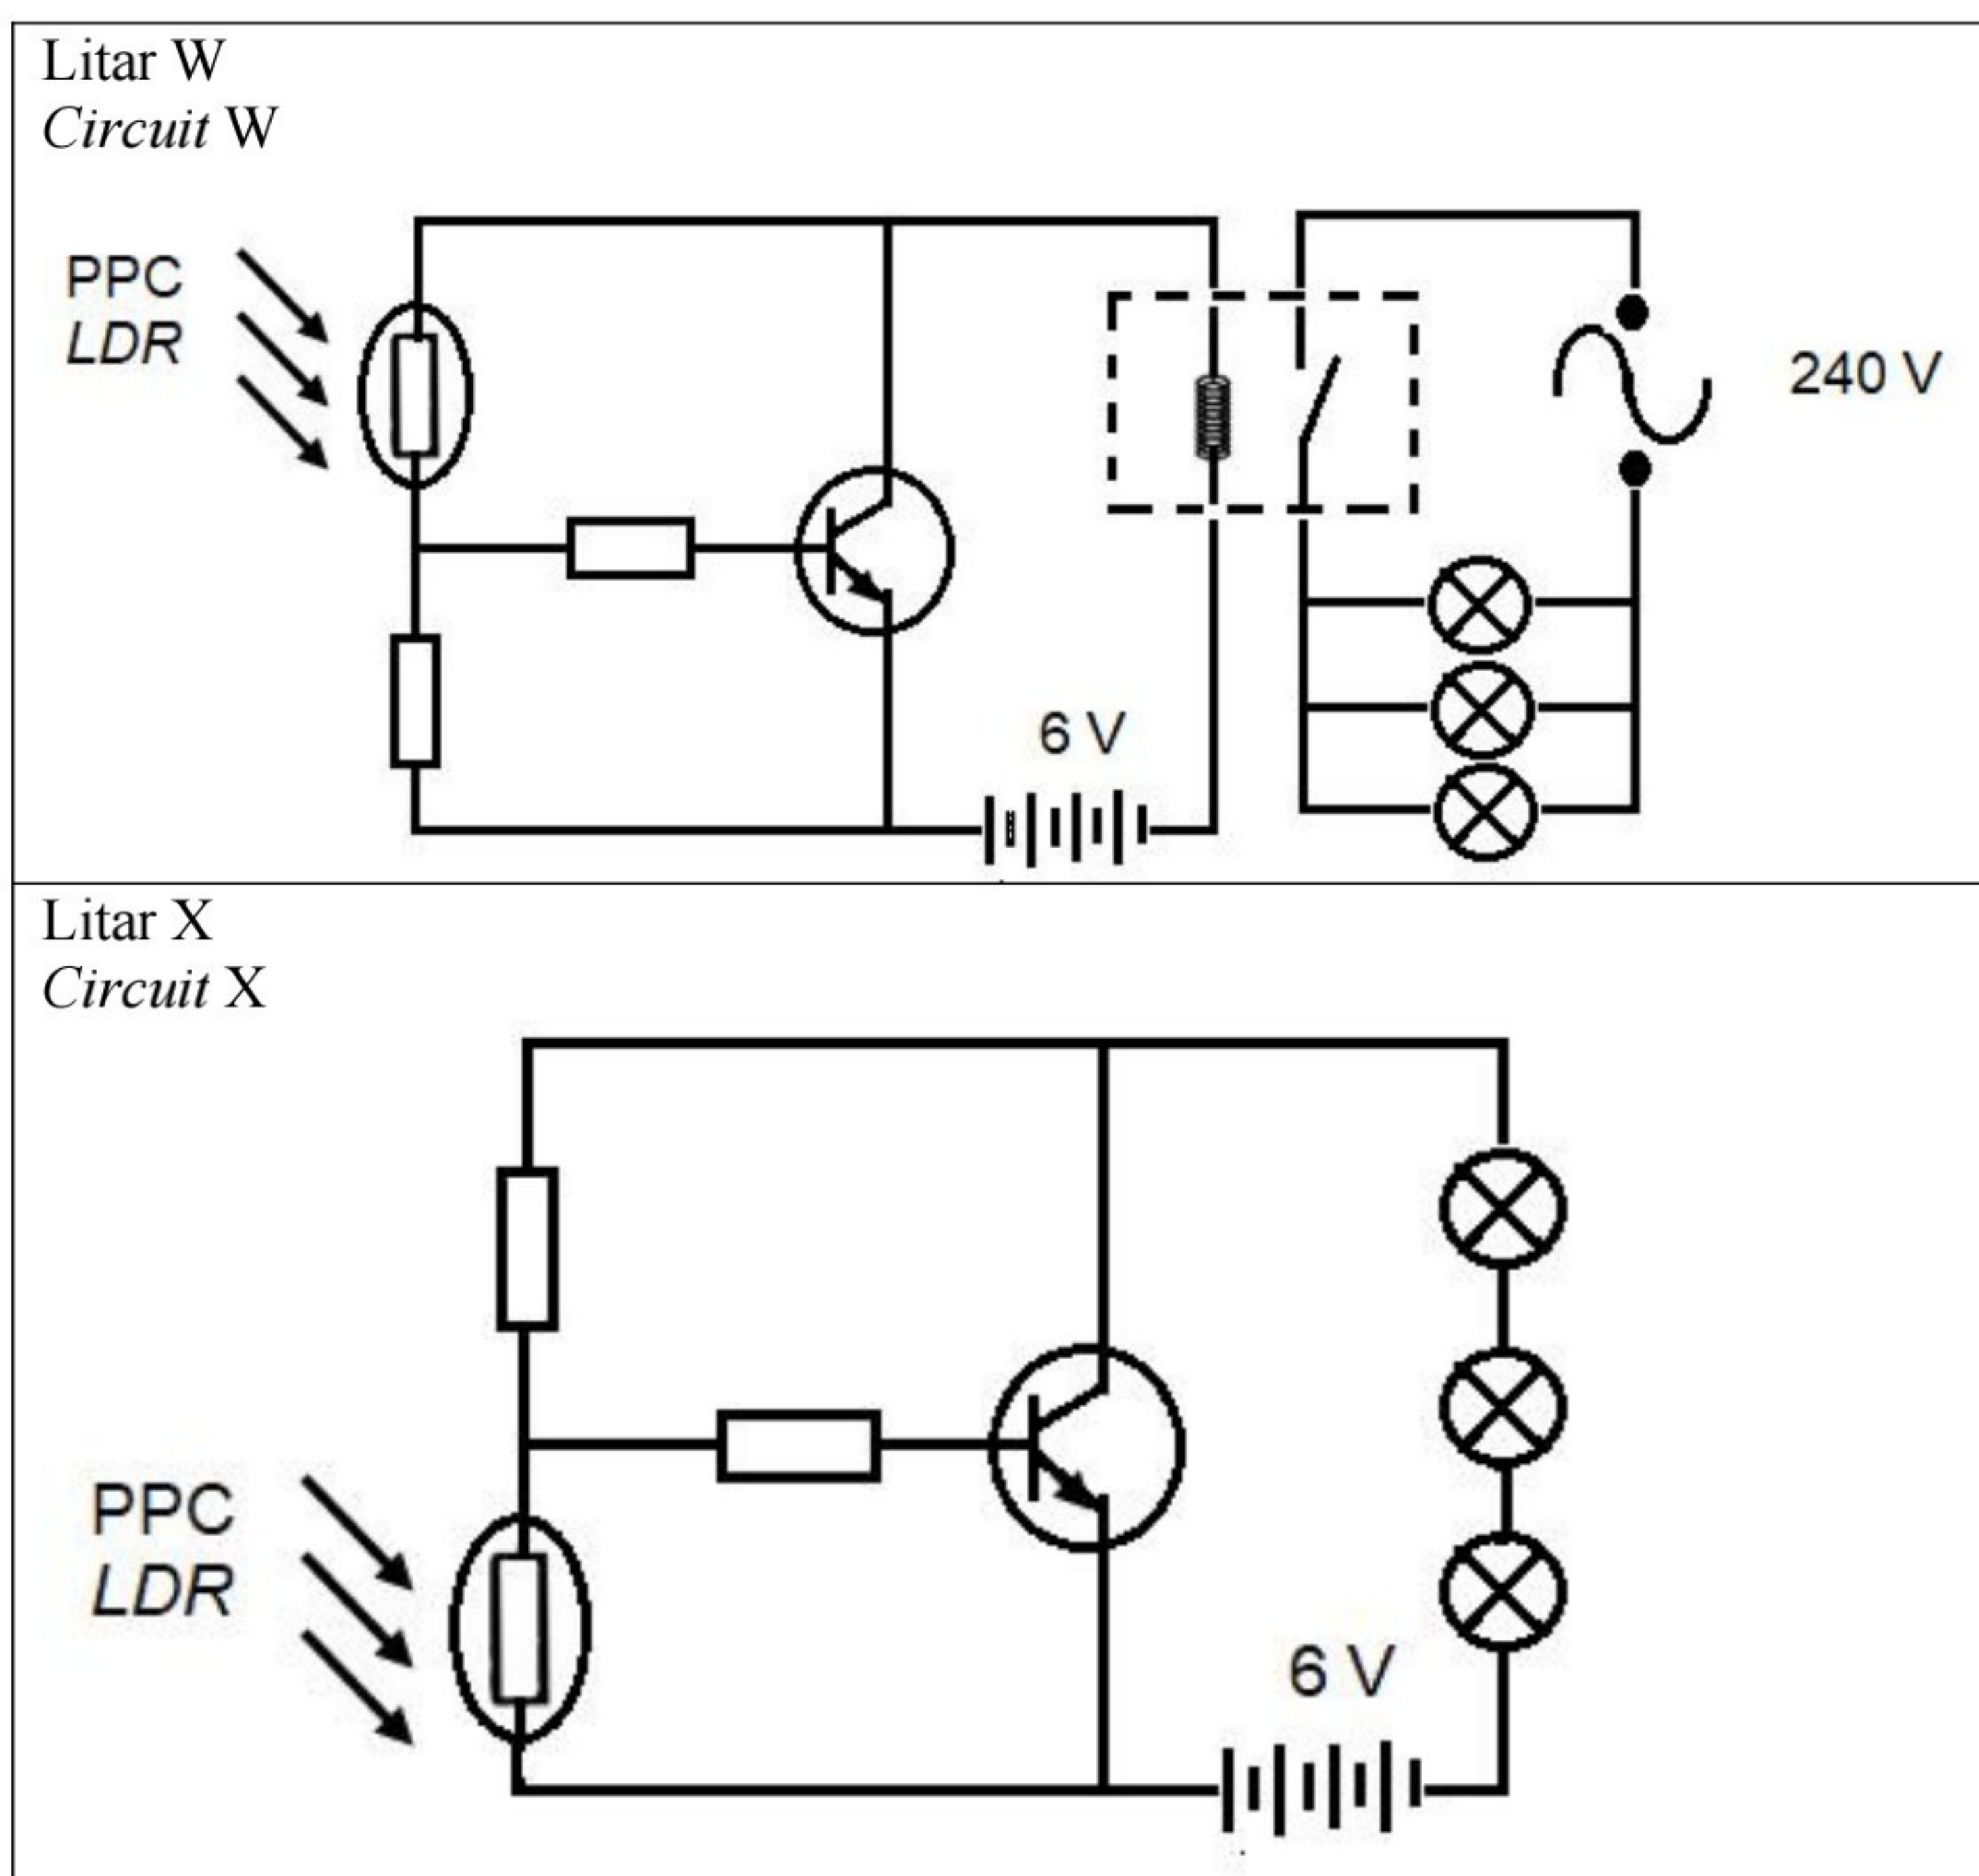 Litar W
Circuit W
PPC
LDR
240 V
6 V
Litar X
Circuit X
PPC
LDR
6 V